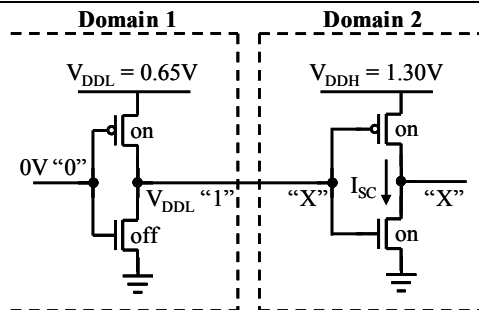 Domain 1 Domain 2
V_DDL = 0.65V V_DDH = 1.30V
on on
0V "0"
V_DDL "1" "X" I_SC "X"
off on